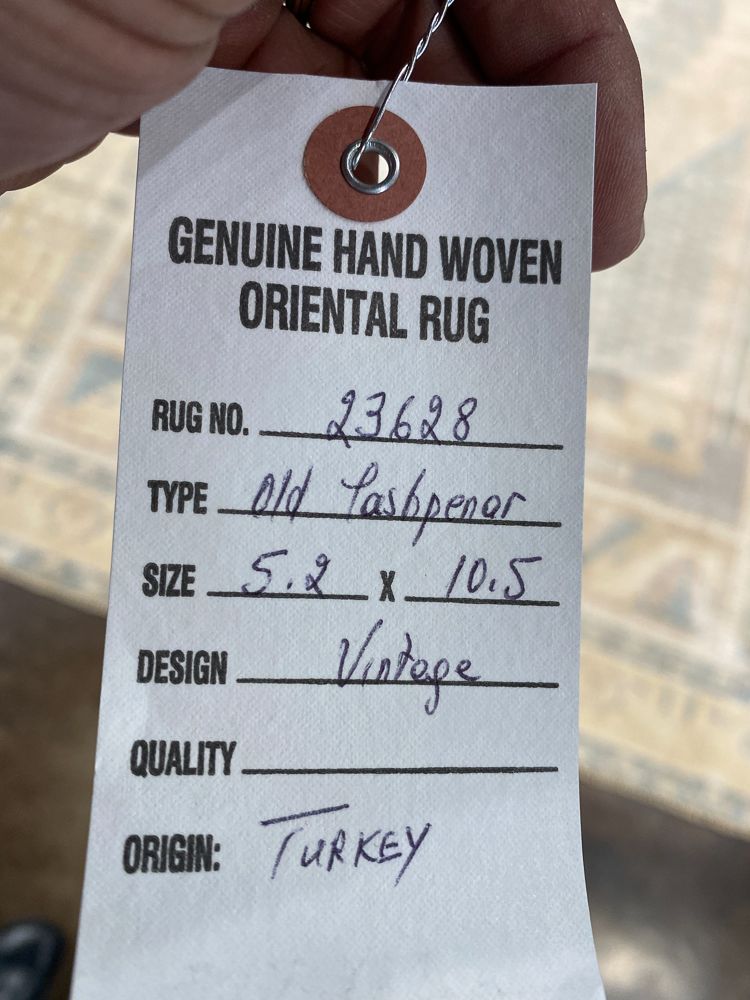 GENUINE HAND WOVEN
ORIENTAL RUG
RUG NO. 23628
TYPE Old Tashpenar
SIZE 5.2 X 10.5
DESIGN Vintage
QUALITY
ORIGIN: TURKEY